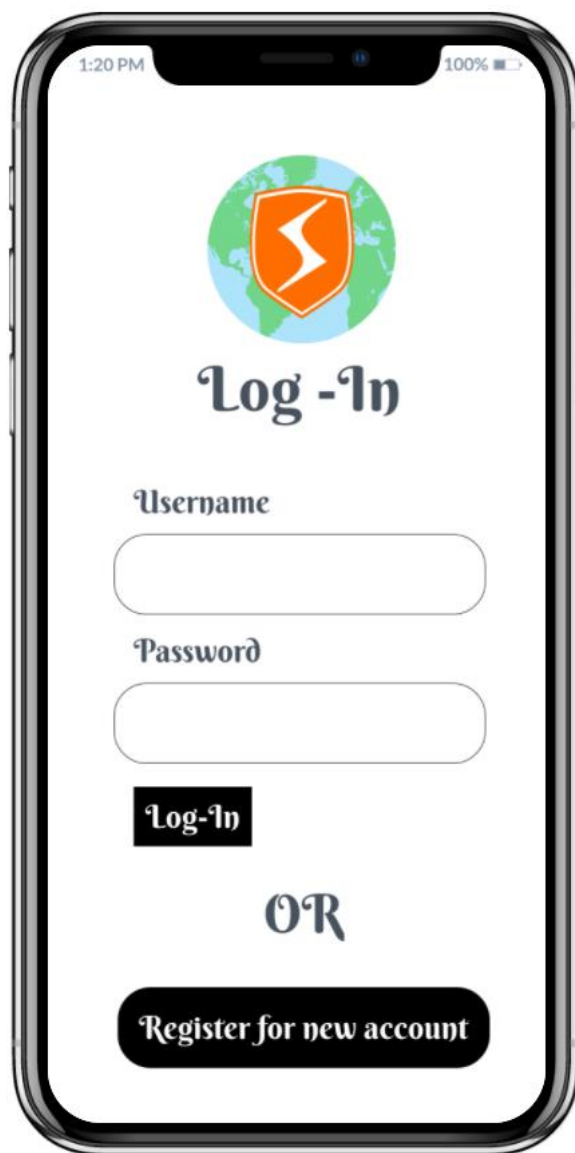 1:20 PM 100%
Log -In
Username
Password
Log-In
OR
Register for new account